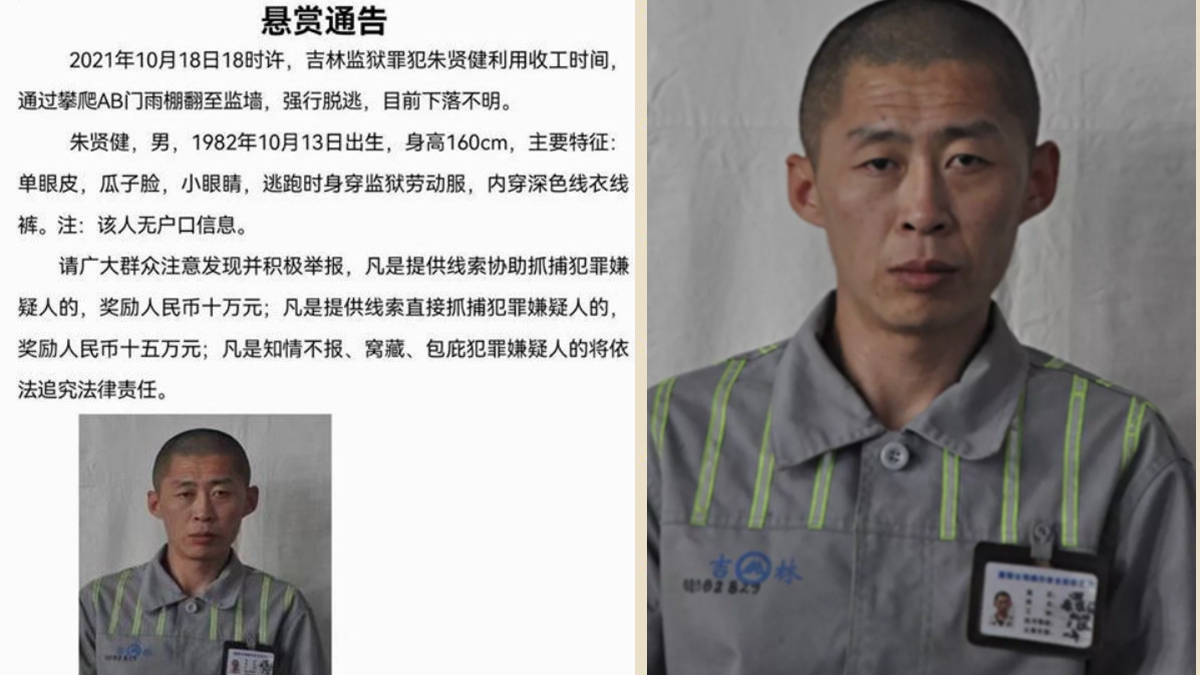 悬赏通告
2021年10月18日18时许，吉林监狱罪犯朱贤健利用收工时间，
通过攀爬AB门雨棚翻至监墙，强行脱逃，目前下落不明。
朱贤健，男，1982年10月13日出生，身高160cm，主要特征：
单眼皮，瓜子脸，小眼睛，逃跑时身穿监狱劳动服，内穿深色线衣线
裤。注：该人无户口信息。
请广大群众注意发现并积极举报，凡是提供线索协助抓捕犯罪嫌
疑人的，奖励人民币十万元；凡是提供线索直接抓捕犯罪嫌疑人的，
奖励人民币十五万元；凡是知情不报、窝藏、包庇犯罪嫌疑人的将依
法追究法律责任。
吉林
吉林